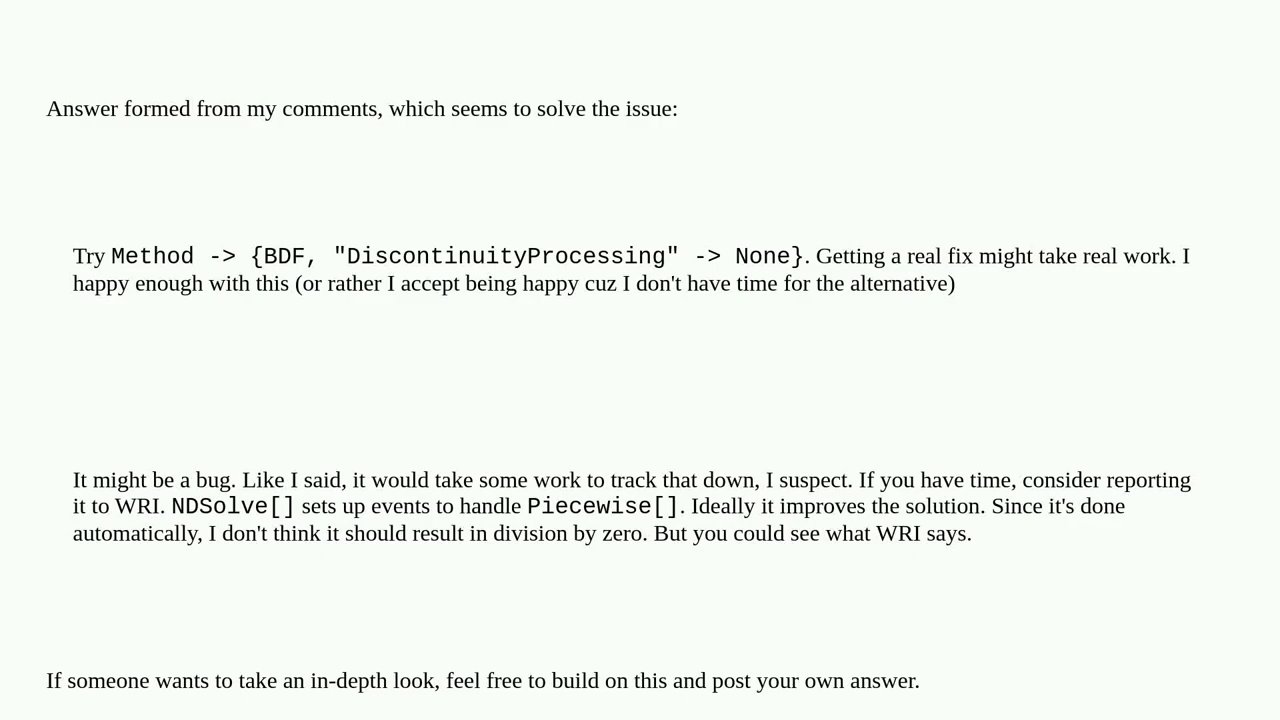 Answer formed from my comments, which seems to solve the issue:
Try Method -> {BDF, "DiscontinuityProcessing" -> None}. Getting a real fix might take real work. I
happy enough with this (or rather I accept being happy cuz I don't have time for the alternative)
It might be a bug. Like I said, it would take some work to track that down, I suspect. If you have time, consider reporting
it to WRI. NDSolve[] sets up events to handle Piecewise[]. Ideally it improves the solution. Since it's done
automatically, I don't think it should result in division by zero. But you could see what WRI says.
If someone wants to take an in-depth look, feel free to build on this and post your own answer.